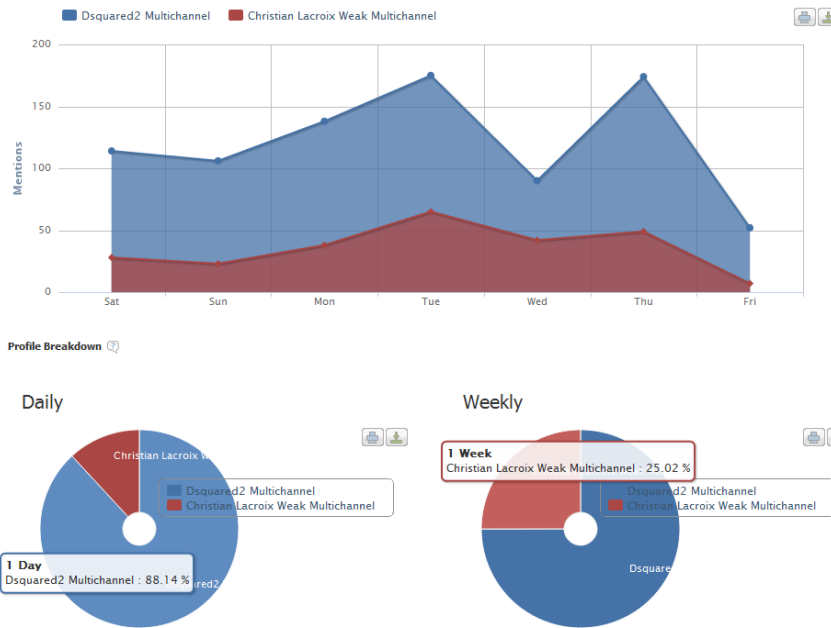 Dsquared2 Multichannel Christian Lacroix Weak Multichannel
200
150
100
50
0
Mentions
Sat Sun Mon Tue Wed Thu Fri
Profile Breakdown ?
Daily
Christian Lacroix
Dsquared2 Multichannel
Christian Lacroix Weak Multichannel
1 Day
Dsquared2 Multichannel : 88.14 %
Weekly
1 Week
Christian Lacroix Weak Multichannel : 25.02 %
Dsquared2 Multichannel
Christian Lacroix Weak Multichannel
Dsquare